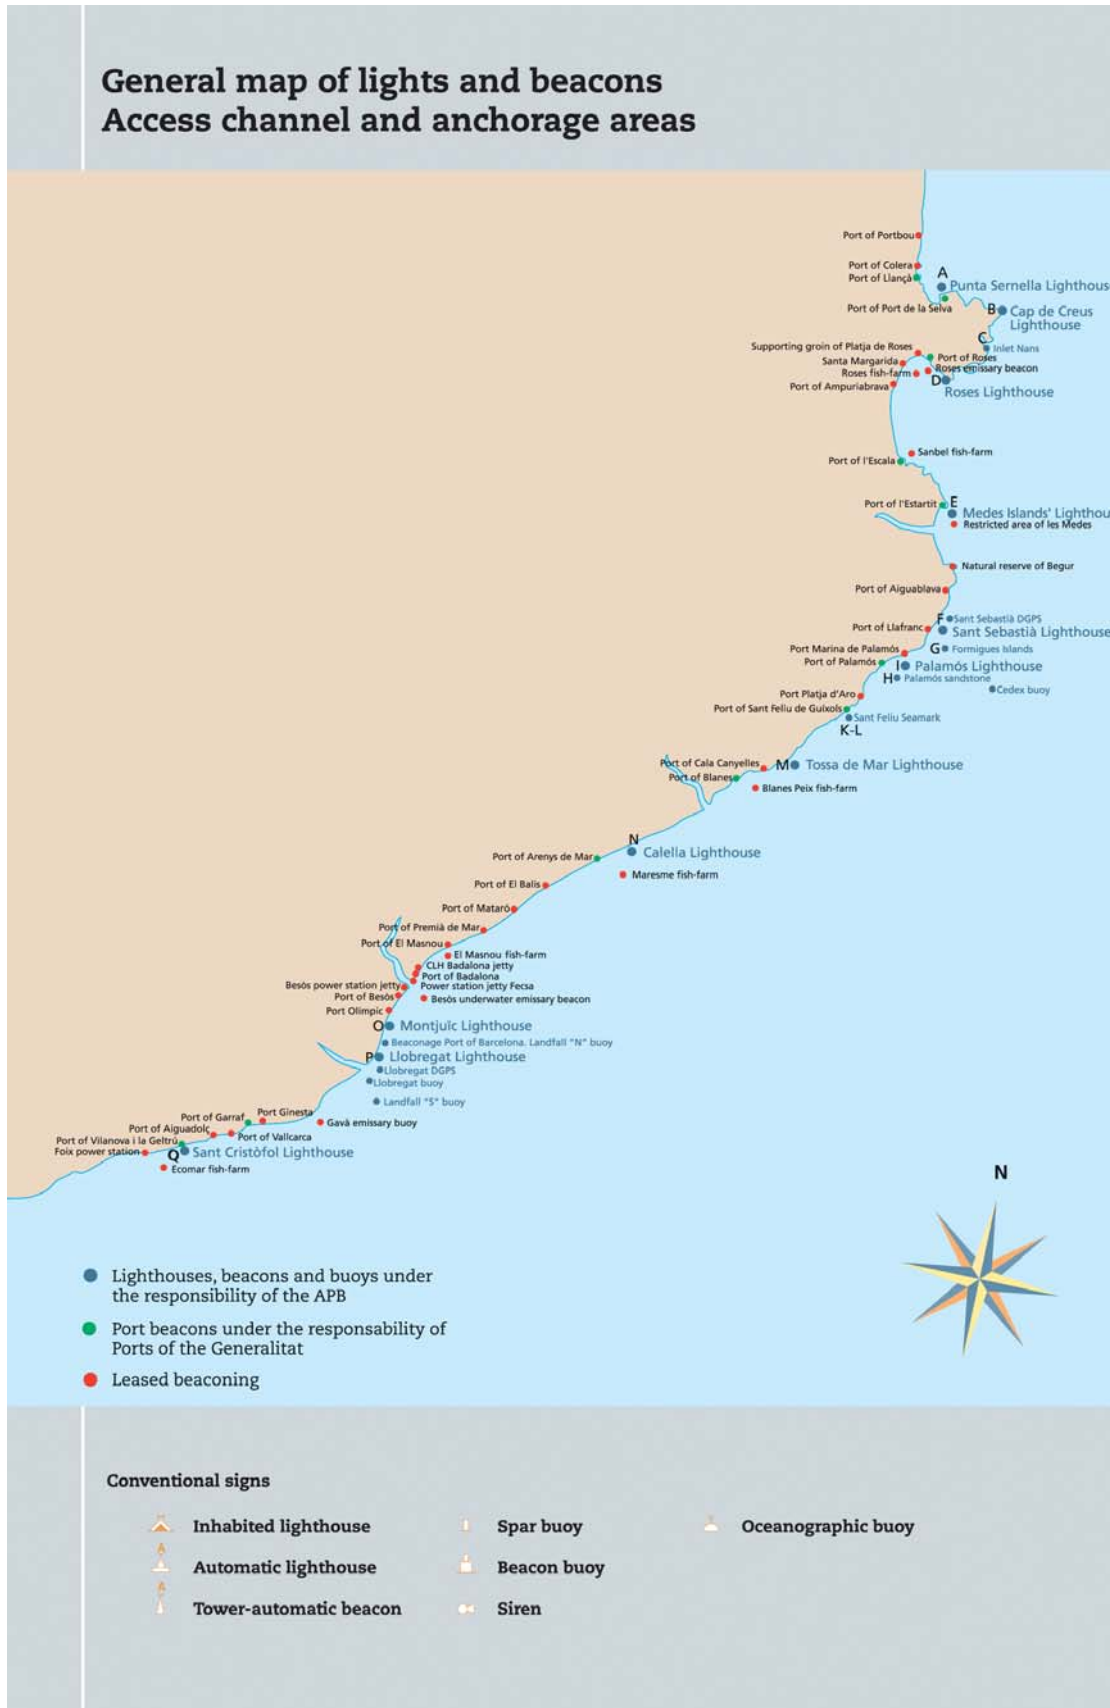 General map of lights and beacons
Access channel and anchorage areas
Port of Portbou
Port of Colera
Port of Llançà
A
Punta Sernella Lighthouse
Port of Port de la Selva
B
Cap de Creus
Lighthouse
C
Inlet Nans
Supporting groin of Platja de Roses
Port of Roses
Santa Margarida
Roses emissary beacon
Roses fish-farm
D
Port of Ampuriabrava
Roses Lighthouse
Sanbel fish-farm
Port of l'Escala
Port of l'Estartit
E
Medes Islands' Lighthou
Restricted area of les Medes
Natural reserve of Begur
Port of Aiguablava
F
Sant Sebastià DGPS
Port of Llafranc
Sant Sebastià Lighthouse
Port Marina de Palamós
G
Formigues Islands
Port of Palamós
I
Palamós Lighthouse
H
Palamós sandstone
Cedex buoy
Port Platja d'Aro
Port of Sant Feliu de Guíxols
Sant Feliu Seamark
K-L
Port of Cala Canyelles
M
Tossa de Mar Lighthouse
Port of Blanes
Blanes Peix fish-farm
N
Calella Lighthouse
Port of Arenys de Mar
Maresme fish-farm
Port of El Balis
Port of Mataró
Port of Premià de Mar
Port of El Masnou
El Masnou fish-farm
CLH Badalona jetty
Port of Badalona
Besòs power station jetty
Power station jetty Fecsa
Port of Besòs
Besòs underwater emissary beacon
Port Olímpic
O
Montjuïc Lighthouse
Beaconage Port of Barcelona. Landfall "N" buoy
P
Llobregat Lighthouse
Llobregat DGPS
Llobregat buoy
Landfall "S" buoy
Port Ginesta
Port of Garraf
Gavà emissary buoy
Port of Aiguadolç
Port of Vallcarca
Port of Vilanova i la Geltrú
Foix power station
Q
Sant Cristòfol Lighthouse
Ecomar fish-farm
N
Lighthouses, beacons and buoys under
the responsibility of the APB
Port beacons under the responsability of
Ports of the Generalitat
Leased beaconing
Conventional signs
Inhabited lighthouse
Spar buoy
Oceanographic buoy
A
Automatic lighthouse
Beacon buoy
A
Tower-automatic beacon
Siren